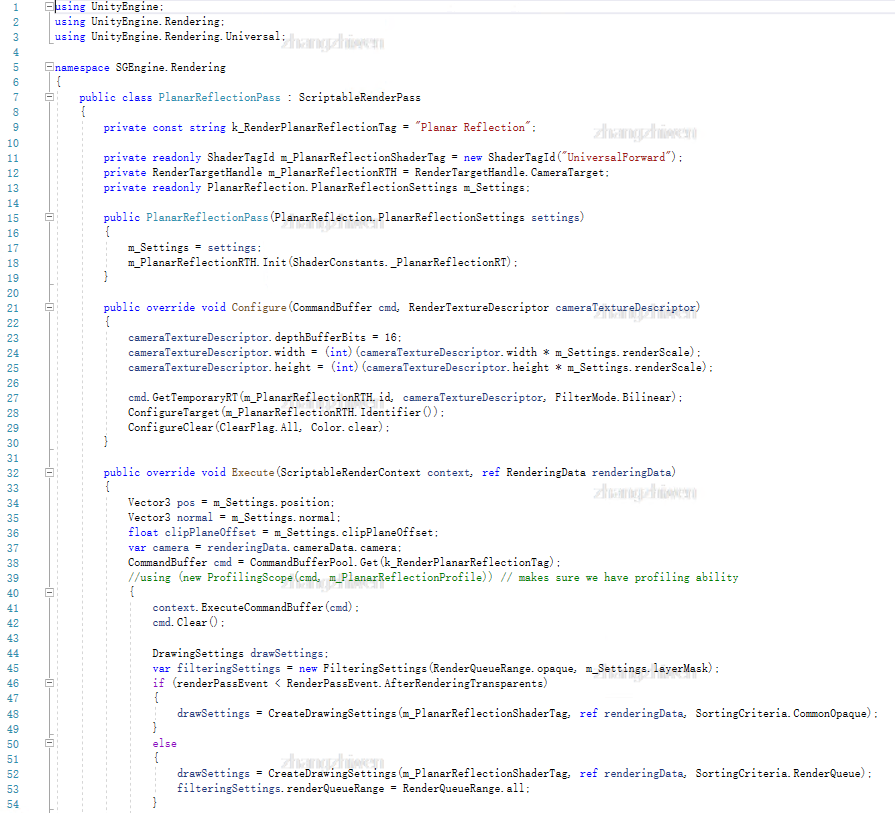 1 using UnityEngine;
2 using UnityEngine.Rendering;
3 using UnityEngine.Rendering.Universal;
4
5 namespace SGEngine.Rendering
6 {
7 public class PlanarReflectionPass : ScriptableRenderPass
8 {
9 private const string k_RenderPlanarReflectionTag = "Planar Reflection";
10
11 private readonly ShaderTagId m_PlanarReflectionShaderTag = new ShaderTagId("UniversalForward");
12 private RenderTargetHandle m_PlanarReflectionRTH = RenderTargetHandle.CameraTarget;
13 private readonly PlanarReflection.PlanarReflectionSettings m_Settings;
14
15 public PlanarReflectionPass(PlanarReflection.PlanarReflectionSettings settings)
16 {
17 m_Settings = settings;
18 m_PlanarReflectionRTH.Init(ShaderConstants._PlanarReflectionRT);
19 }
20
21 public override void Configure(CommandBuffer cmd, RenderTextureDescriptor cameraTextureDescriptor)
22 {
23 cameraTextureDescriptor.depthBufferBits = 16;
24 cameraTextureDescriptor.width = (int)(cameraTextureDescriptor.width * m_Settings.renderScale);
25 cameraTextureDescriptor.height = (int)(cameraTextureDescriptor.height * m_Settings.renderScale);
26
27 cmd.GetTemporaryRT(m_PlanarReflectionRTH.id, cameraTextureDescriptor, FilterMode.Bilinear);
28 ConfigureTarget(m_PlanarReflectionRTH.Identifier());
29 ConfigureClear(ClearFlag.All, Color.clear);
30 }
31
32 public override void Execute(ScriptableRenderContext context, ref RenderingData renderingData)
33 {
34 Vector3 pos = m_Settings.position;
35 Vector3 normal = m_Settings.normal;
36 float clipPlaneOffset = m_Settings.clipPlaneOffset;
37 var camera = renderingData.cameraData.camera;
38 CommandBuffer cmd = CommandBufferPool.Get(k_RenderPlanarReflectionTag);
39 //using (new ProfilingScope(cmd, m_PlanarReflectionProfile)) // makes sure we have profiling ability
40 {
41 context.ExecuteCommandBuffer(cmd);
42 cmd.Clear();
43
44 DrawingSettings drawSettings;
45 var filteringSettings = new FilteringSettings(RenderQueueRange.opaque, m_Settings.layerMask);
46 if (renderPassEvent < RenderPassEvent.AfterRenderingTransparents)
47 {
48 drawSettings = CreateDrawingSettings(m_PlanarReflectionShaderTag, ref renderingData, SortingCriteria.CommonOpaque);
49 }
50 else
51 {
52 drawSettings = CreateDrawingSettings(m_PlanarReflectionShaderTag, ref renderingData, SortingCriteria.RenderQueue);
53 filteringSettings.renderQueueRange = RenderQueueRange.all;
54 }